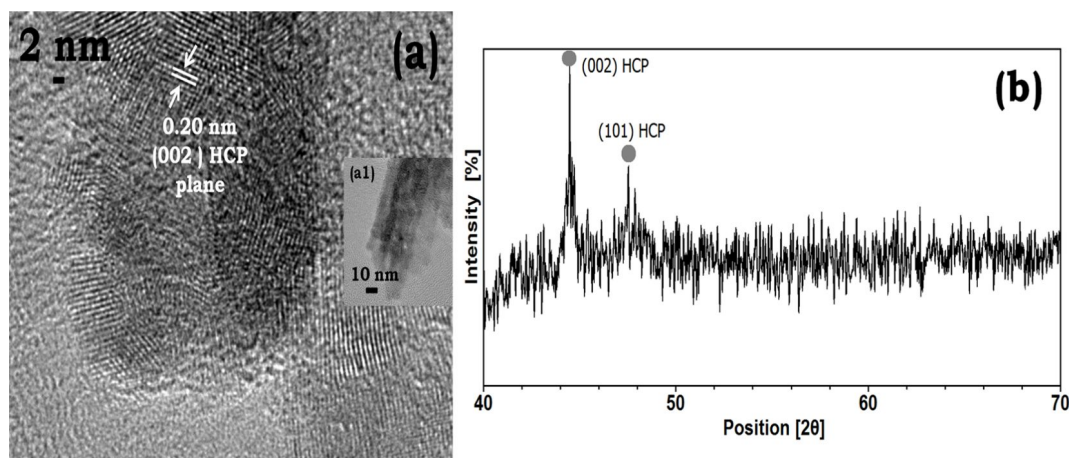 2 nm
(a)
0.20 nm
(002 ) HCP
plane
(a1)
10 nm
(b)
(002) HCP
(101) HCP
Intensity [%]
40
50
60
70
Position [2θ]